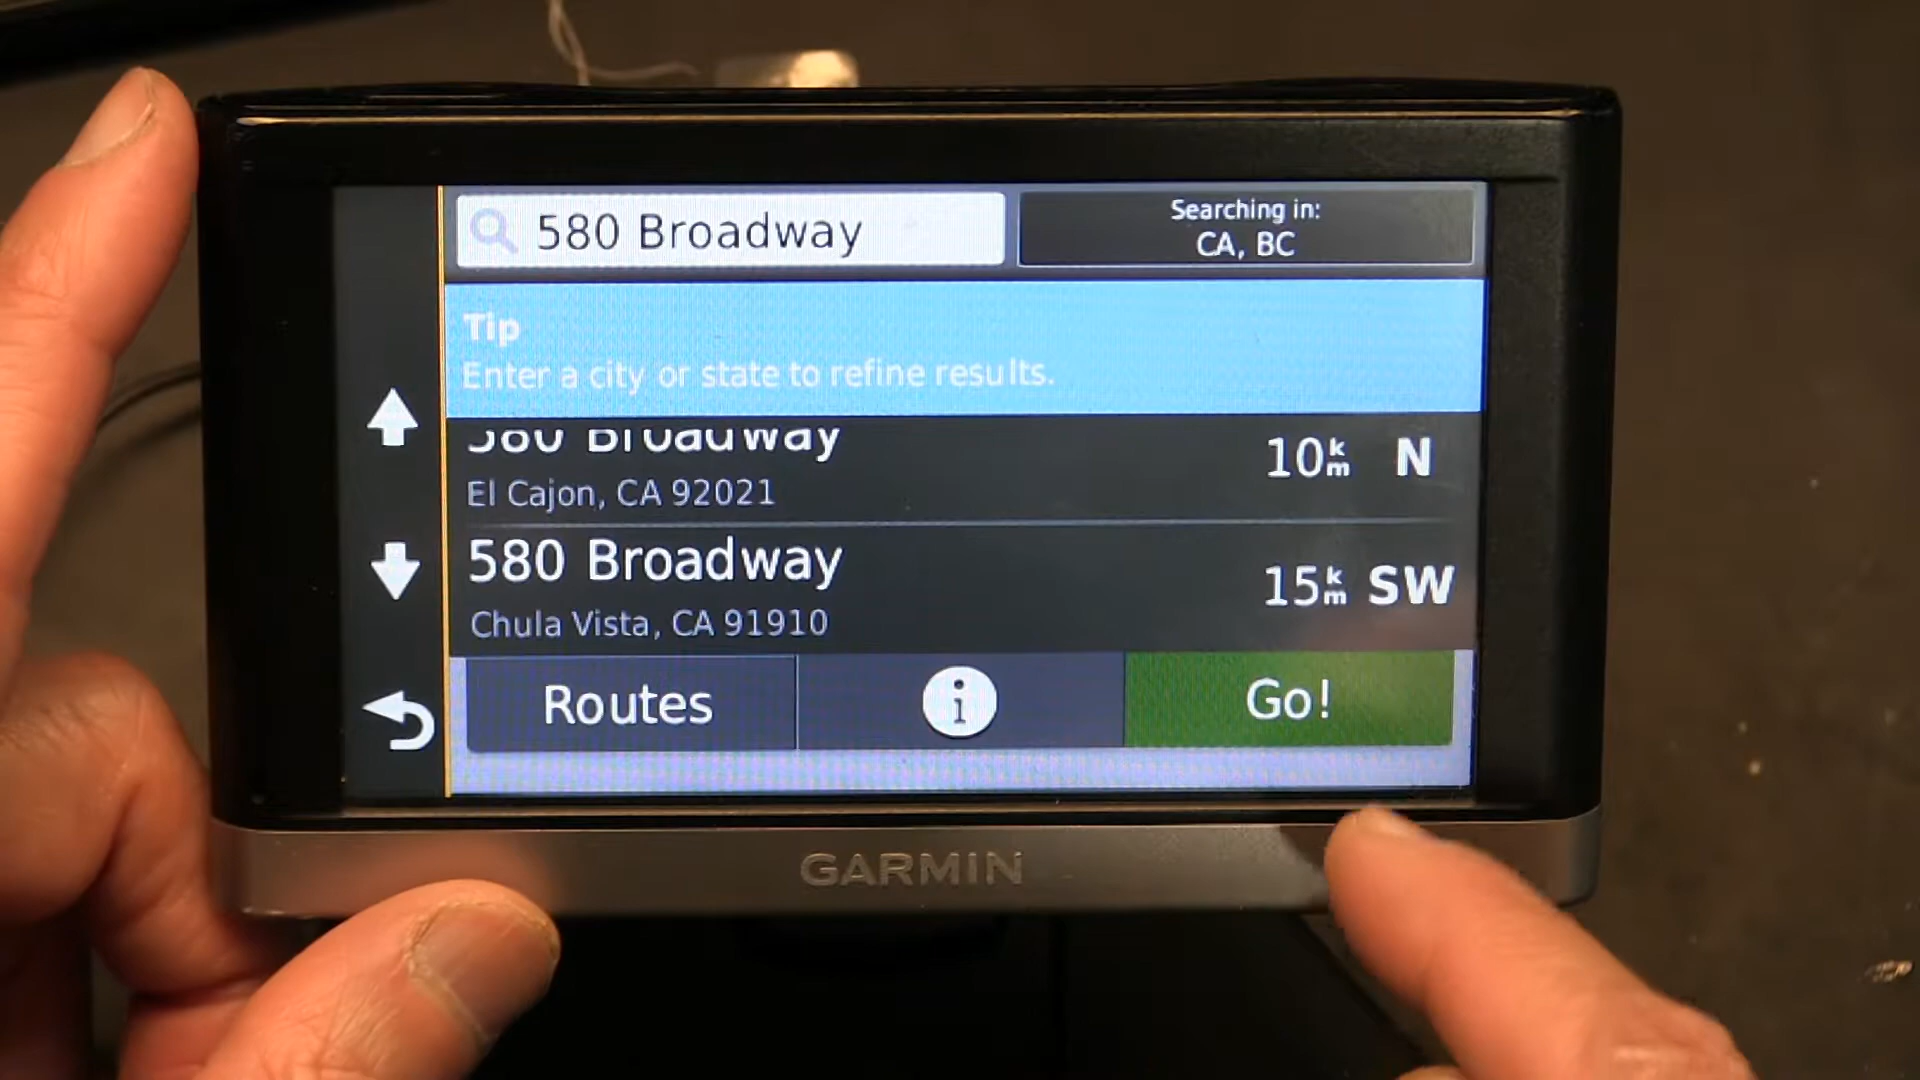 580 Broadway
Searching in:
CA, BC
Tip
Enter a city or state to refine results.
580 Broadway
10 km N
El Cajon, CA 92021
580 Broadway
15 km SW
Chula Vista, CA 91910
Routes
i
Go!
GARMIN